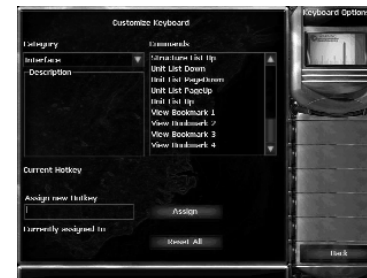 Keyboard Options
Customize Keyboard
Category
Commands
Interface
Description
Structure List Up
Unit List Down
Unit List PageDown
Unit List PageUp
Unit List Up
View Bookmark 1
View Bookmark 2
View Bookmark 3
View Bookmark 4
Current Hotkey
Assign new Hotkey
Assign
Currently assigned to
Reset All
Back